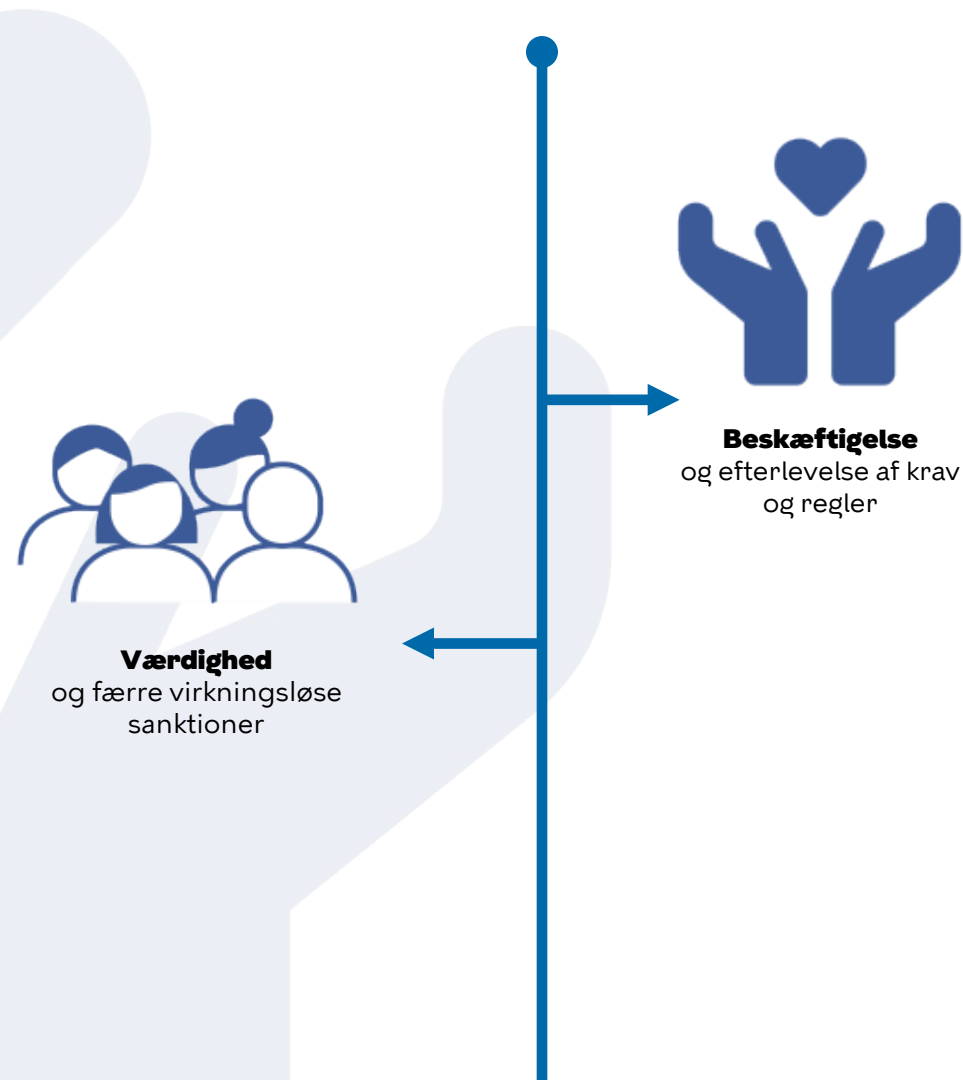 Beskæftigelse
og efterlevelse af krav
og regler
Værdighed
og færre virkningsløse
sanktioner